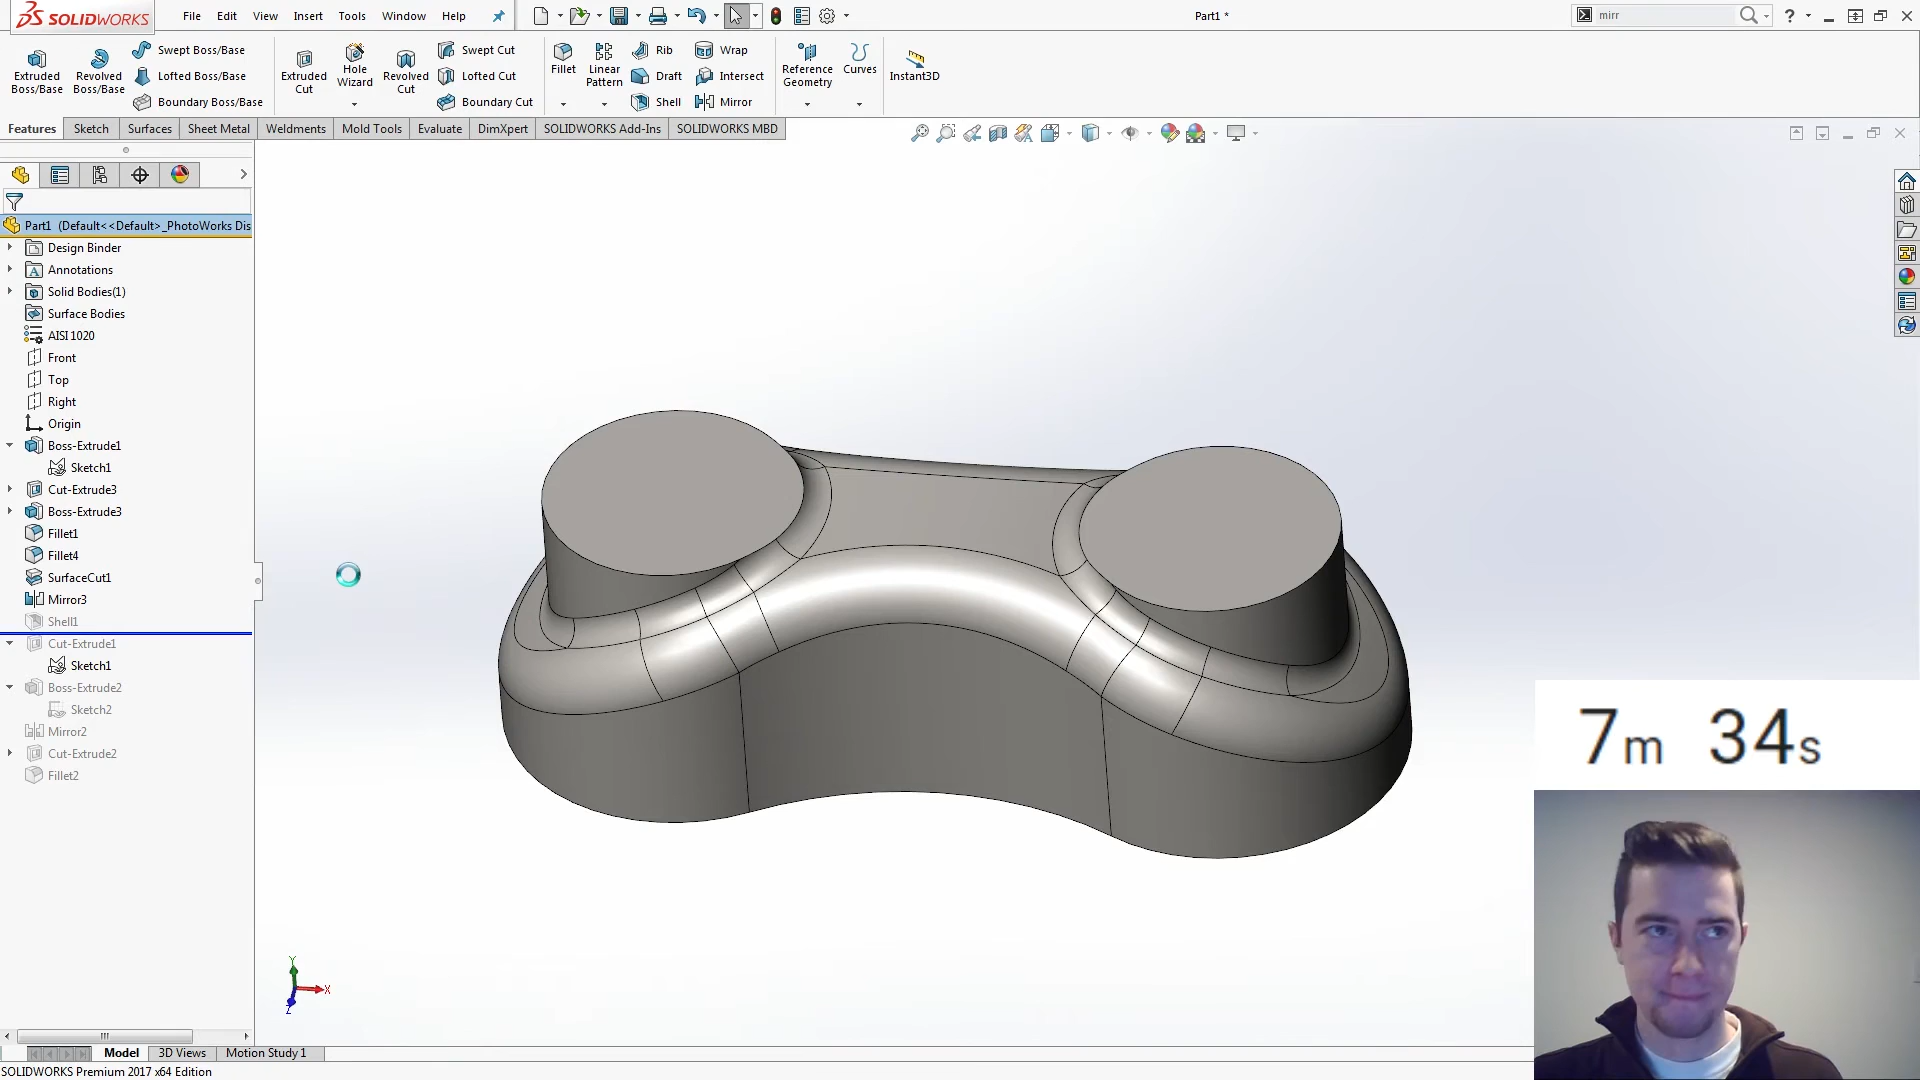 SOLIDWORKS
File Edit View Insert Tools Window Help
Part1 *
mirr
Extruded Boss/Base
Revolved Boss/Base
Swept Boss/Base
Lofted Boss/Base
Boundary Boss/Base
Extruded Cut
Hole Wizard
Revolved Cut
Swept Cut
Lofted Cut
Boundary Cut
Fillet
Linear Pattern
Rib
Draft
Shell
Wrap
Intersect
Mirror
Reference Geometry
Curves
Instant3D
Features Sketch Surfaces Sheet Metal Weldments Mold Tools Evaluate DimXpert SOLIDWORKS Add-Ins SOLIDWORKS MBD
Part1 (Default<<Default>_PhotoWorks Dis
Design Binder
Annotations
Solid Bodies(1)
Surface Bodies
AISI 1020
Front
Top
Right
Origin
Boss-Extrude1
Sketch1
Cut-Extrude3
Boss-Extrude3
Fillet1
Fillet4
SurfaceCut1
Mirror3
Shell1
Cut-Extrude1
Sketch1
Boss-Extrude2
Sketch2
Mirror2
Cut-Extrude2
Fillet2
7m 34s
Y
X
Z
Model 3D Views Motion Study 1
SOLIDWORKS Premium 2017 x64 Edition